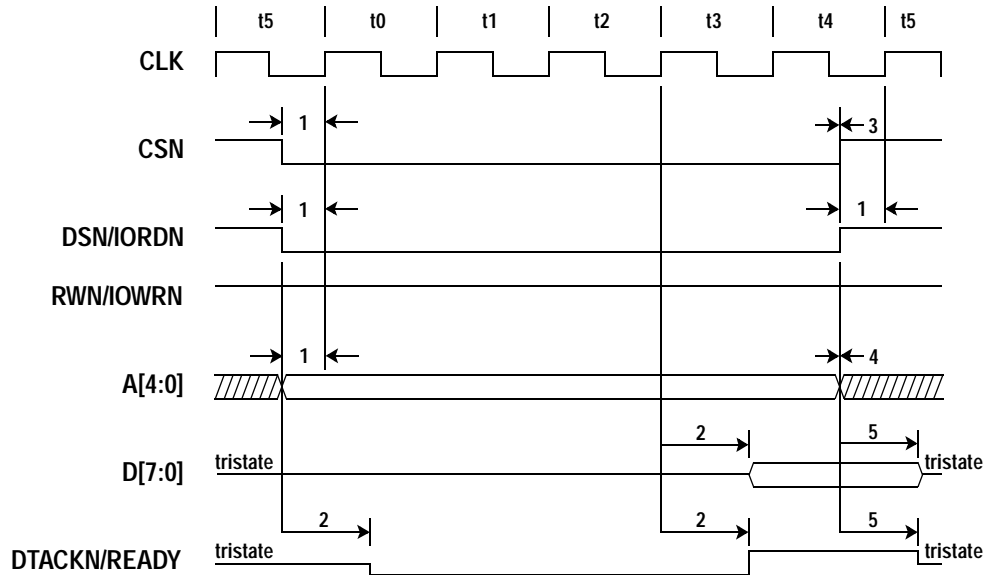 t5 t0 t1 t2 t3 t4 t5
CLK
1 3
CSN
1 1
DSN/IORDN
RWN/IOWRN
1 4
A[4:0]
2 5
D[7:0] tristate tristate
2 2 5
DTACKN/READY tristate tristate